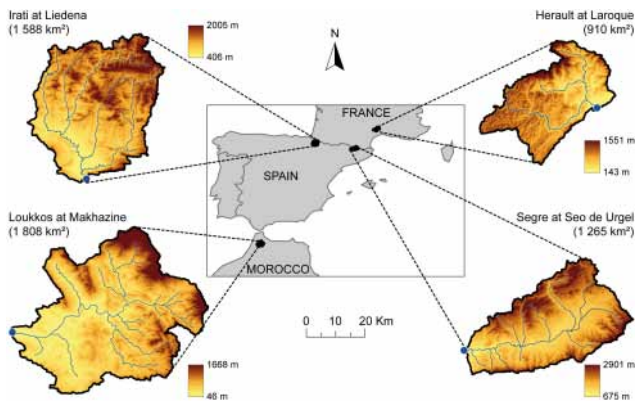 Irati at Liedena
(1 588 km²)
2005 m
406 m
N
Herault at Laroque
(910 km²)
1551 m
143 m
FRANCE
SPAIN
MOROCCO
Loukkos at Makhazine
(1 808 km²)
1668 m
46 m
0 10 20 Km
Segre at Seo de Urgel
(1 265 km²)
2901 m
675 m